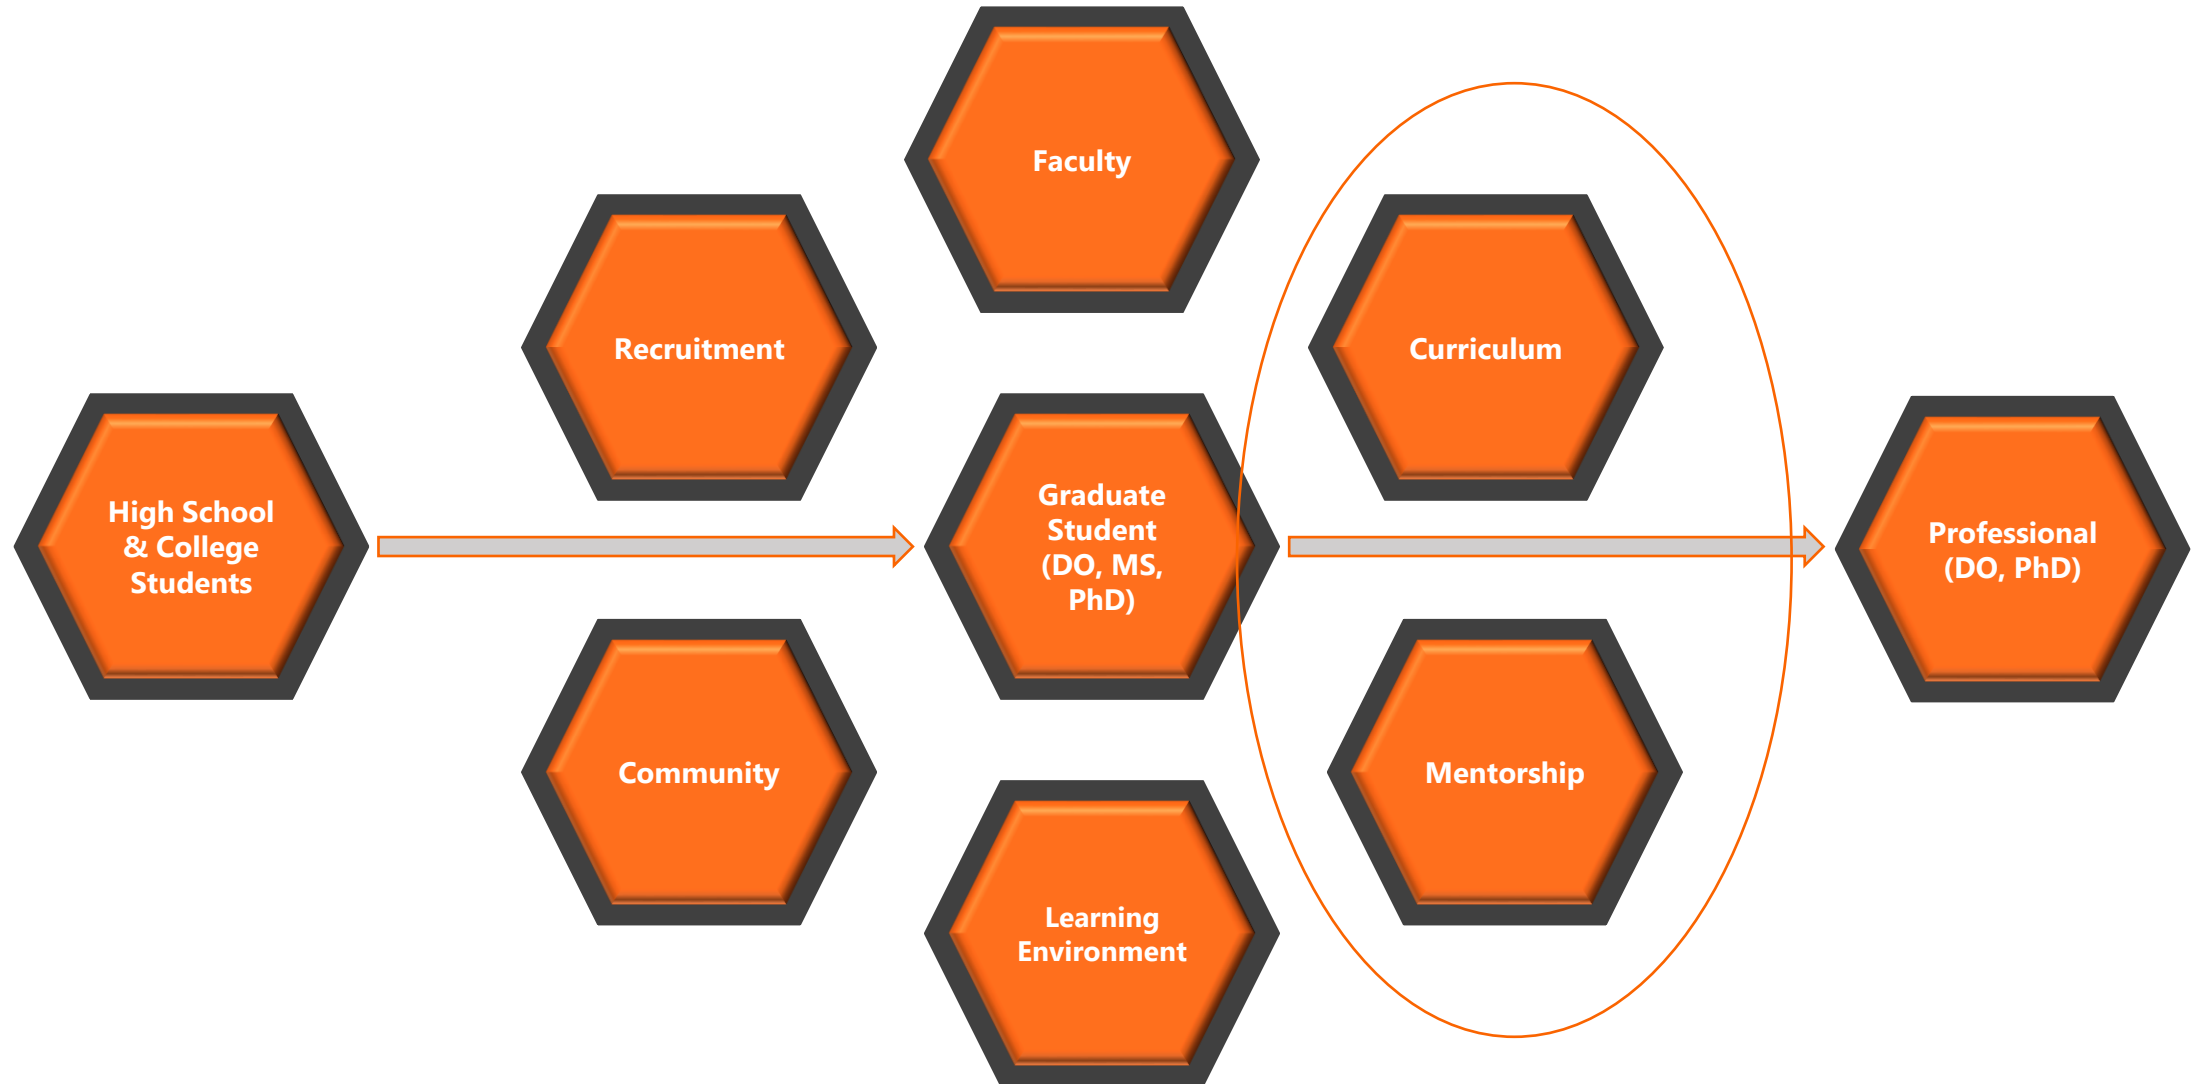 Faculty
Recruitment
Curriculum
High School
& College
Students
Graduate
Student
(DO, MS,
PhD)
Professional
(DO, PhD)
Community
Mentorship
Learning
Environment